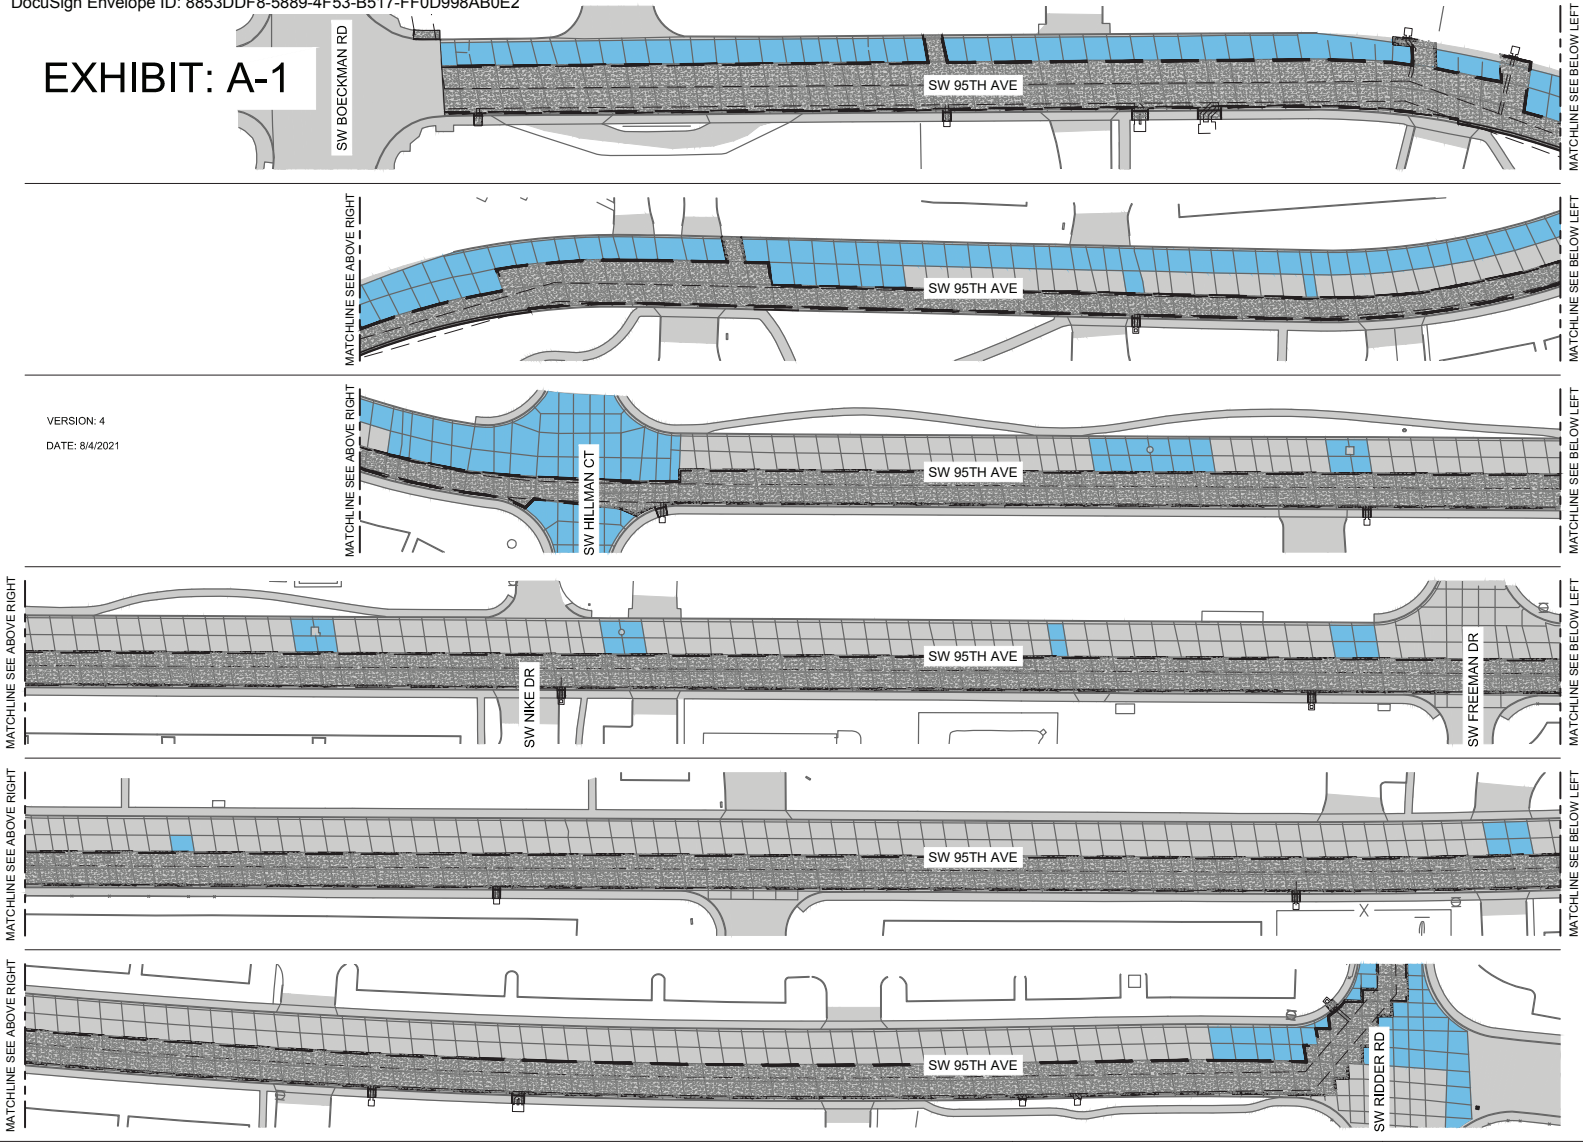 DocuSign Envelope ID: 8853DDF8-5889-4F53-B517-FF0D998AB0E2
EXHIBIT: A-1
SW BOECKMAN RD
SW 95TH AVE
MATCHLINE SEE BELOW LEFT
MATCHLINE SEE ABOVE RIGHT
SW 95TH AVE
MATCHLINE SEE BELOW LEFT
VERSION: 4
DATE: 8/4/2021
MATCHLINE SEE ABOVE RIGHT
SW HILLMAN CT
SW 95TH AVE
MATCHLINE SEE BELOW LEFT
MATCHLINE SEE ABOVE RIGHT
SW NIKE DR
SW 95TH AVE
SW FREEMAN DR
MATCHLINE SEE BELOW LEFT
MATCHLINE SEE ABOVE RIGHT
SW 95TH AVE
X
MATCHLINE SEE BELOW LEFT
MATCHLINE SEE ABOVE RIGHT
SW 95TH AVE
SW RIDDER RD